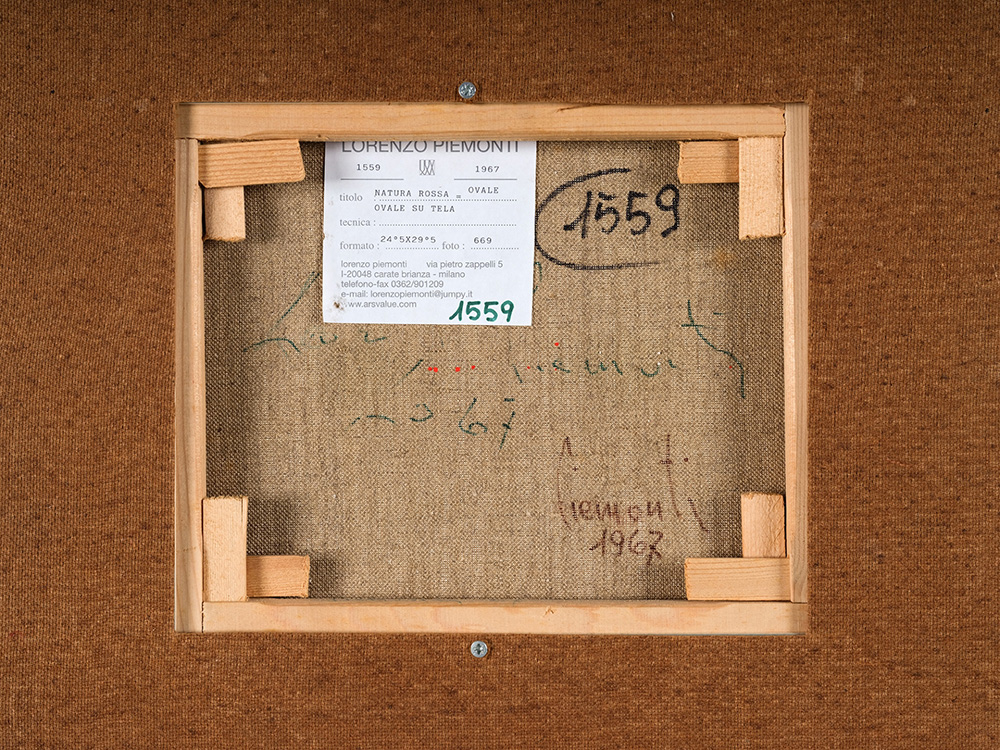 LORENZO PIEMONTI
1559 1967
titolo NATURA ROSSA = OVALE
OVALE SU TELA
tecnica :
formato : 24°5X29°5 foto : 669
lorenzo piemonti via pietro zappelli 5
I-20048 carate brianza - milano
telefono-fax 0362/901209
e-mail: lorenzopiemonti@jumpy.it
www.arsvalue.com
1559
1559
67
1967